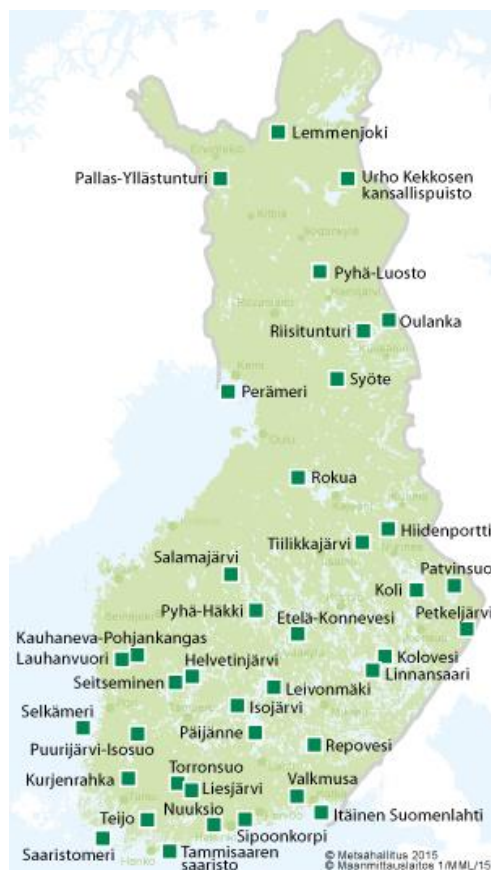 Lemmenjoki
Pallas-Yllästunturi
Urho Kekkosen
kansallispuisto
Pyhä-Luosto
Oulanka
Riisitunturi
Syöte
Perämeri
Rokua
Hiidenportti
Tiilikkajärvi
Salamajärvi
Patvinsuo
Koli
Pyhä-Häkki
Etelä-Konnevesi
Petkeljärvi
Kauhaneva-Pohjankangas
Lauhanvuori
Helvetinjärvi
Kolovesi
Linnansaari
Seitseminen
Leivonmäki
Isojärvi
Selkämeri
Päijänne
Puurijärvi-Isosuo
Repovesi
Torronsuo
Kurjenrahka
Liesjärvi
Valkmusa
Teijo
Nuuksio
Itäinen Suomenlahti
Sipoonkorpi
Saaristomeri
Tammisaaren
saaristo
© Metsähallitus 2015
© Maanmittauslaitos 1/MML/15